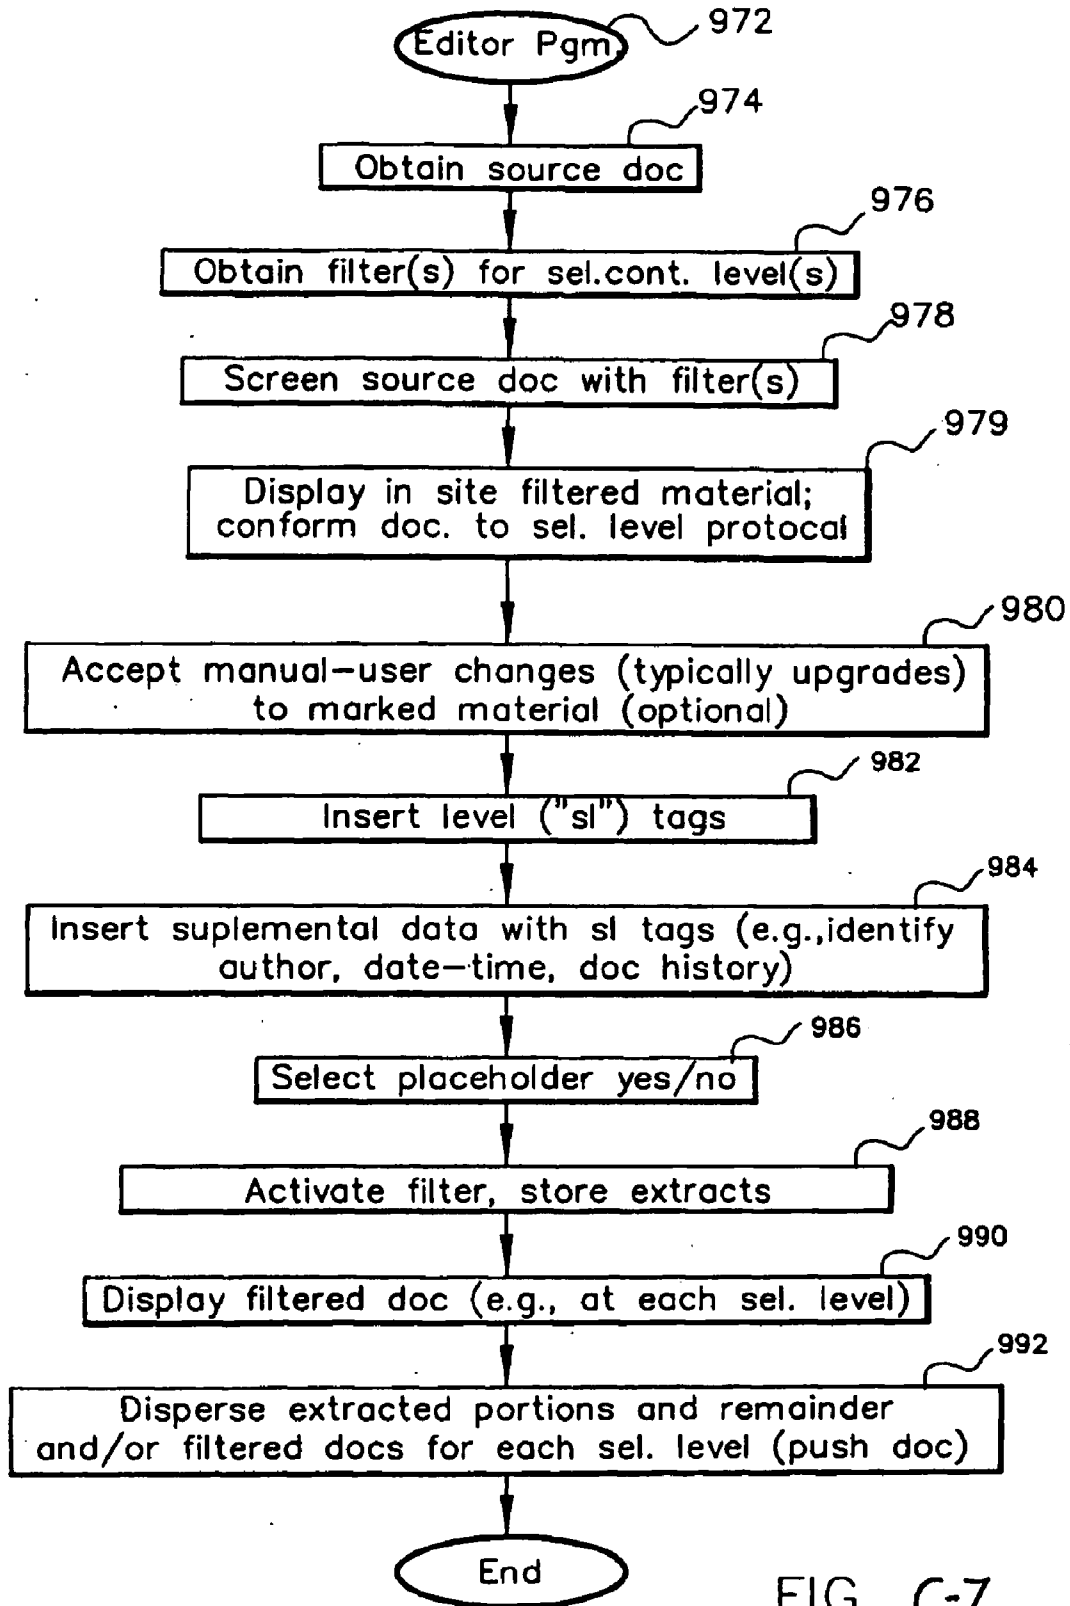 Editor Pgm
972
974
Obtain source doc
976
Obtain filter(s) for sel.cont. level(s)
978
Screen source doc with filter(s)
979
Display in site filtered material;
conform doc. to sel. level protocal
980
Accept manual-user changes (typically upgrades)
to marked material (optional)
982
Insert level ("sl") tags
984
Insert suplemental data with sl tags (e.g.,identify
author, date-time, doc history)
986
Select placeholder yes/no
988
Activate filter, store extracts
990
Display filtered doc (e.g., at each sel. level)
992
Disperse extracted portions and remainder
and/or filtered docs for each sel. level (push doc)
End
FIG. C-7